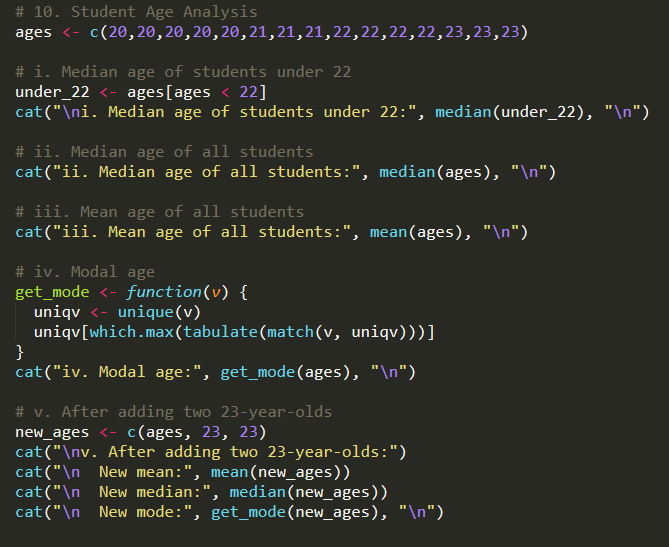 # 10. Student Age Analysis
ages <- c(20,20,20,20,20,21,21,21,22,22,22,22,23,23,23)

# i. Median age of students under 22
under_22 <- ages[ages < 22]
cat("\ni. Median age of students under 22:", median(under_22), "\n")

# ii. Median age of all students
cat("ii. Median age of all students:", median(ages), "\n")

# iii. Mean age of all students
cat("iii. Mean age of all students:", mean(ages), "\n")

# iv. Modal age
get_mode <- function(v) {
  uniqv <- unique(v)
  uniqv[which.max(tabulate(match(v, uniqv)))]
}
cat("iv. Modal age:", get_mode(ages), "\n")

# v. After adding two 23-year-olds
new_ages <- c(ages, 23, 23)
cat("\nv. After adding two 23-year-olds:")
cat("\n  New mean:", mean(new_ages))
cat("\n  New median:", median(new_ages))
cat("\n  New mode:", get_mode(new_ages), "\n")